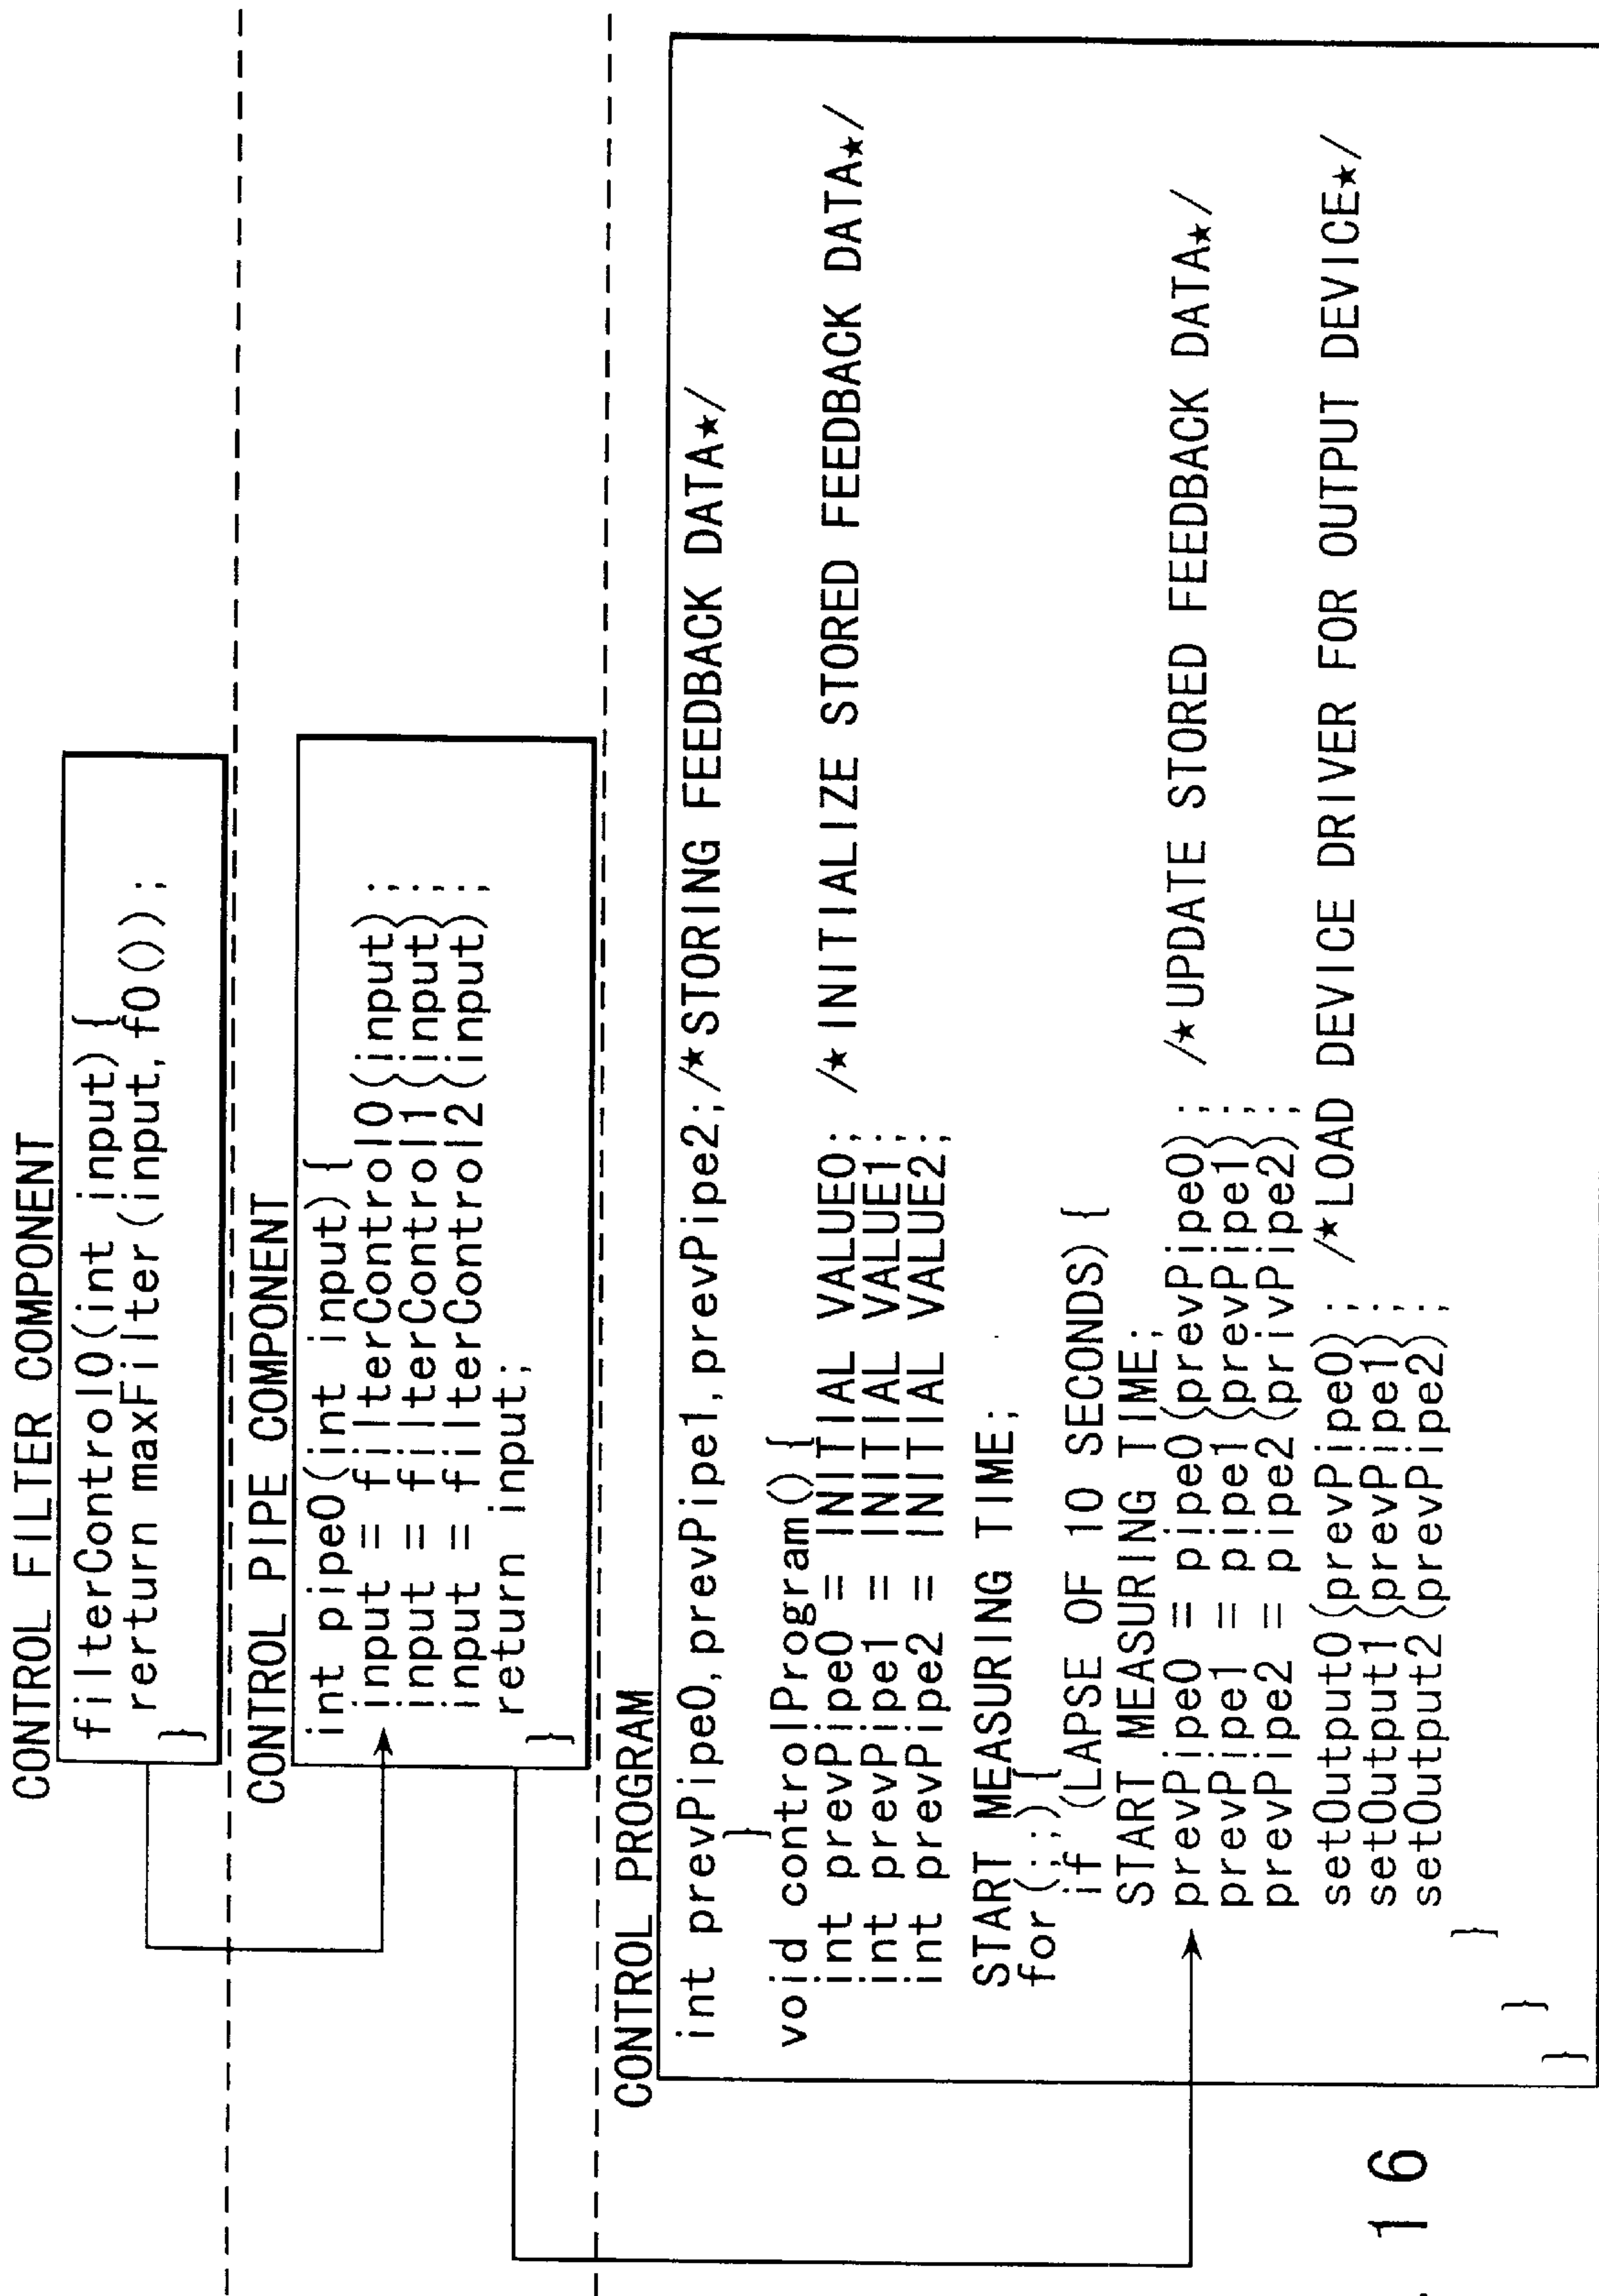 CONTROL FILTER COMPONENT
filterControl0(int input) {
rerturn maxFilter(input,f0());
}
CONTROL PIPE COMPONENT
int pipe0(int input) {
input = filterControl0(input);
input = filterControl1(input);
input = filterControl2(input);
return input;
}
CONTROL PROGRAM
int prevPipe0,prevPipe1,prevPipe2;/*STORING FEEDBACK DATA*/
}
void controlProgram() {
int prevPipe0 = INITIAL VALUE0; /* INITIALIZE STORED FEEDBACK DATA*/
int prevPipe1 = INITIAL VALUE1;
int prevPipe2 = INITIAL VALUE2;
START MEASURING TIME;
for(;;) {
if (LAPSE OF 10 SECONDS) {
START MEASURING TIME;
prevPipe0 = pipe0(prevPipe0); /*UPDATE STORED FEEDBACK DATA*/
prevPipe1 = pipe1(prevPipe1);
prevPipe2 = pipe2(privPipe2);
setOutput0(prevPipe0); /*LOAD DEVICE DRIVER FOR OUTPUT DEVICE*/
setOutput1(prevPipe1);
setOutput2(prevPipe2);
}
}
}
16